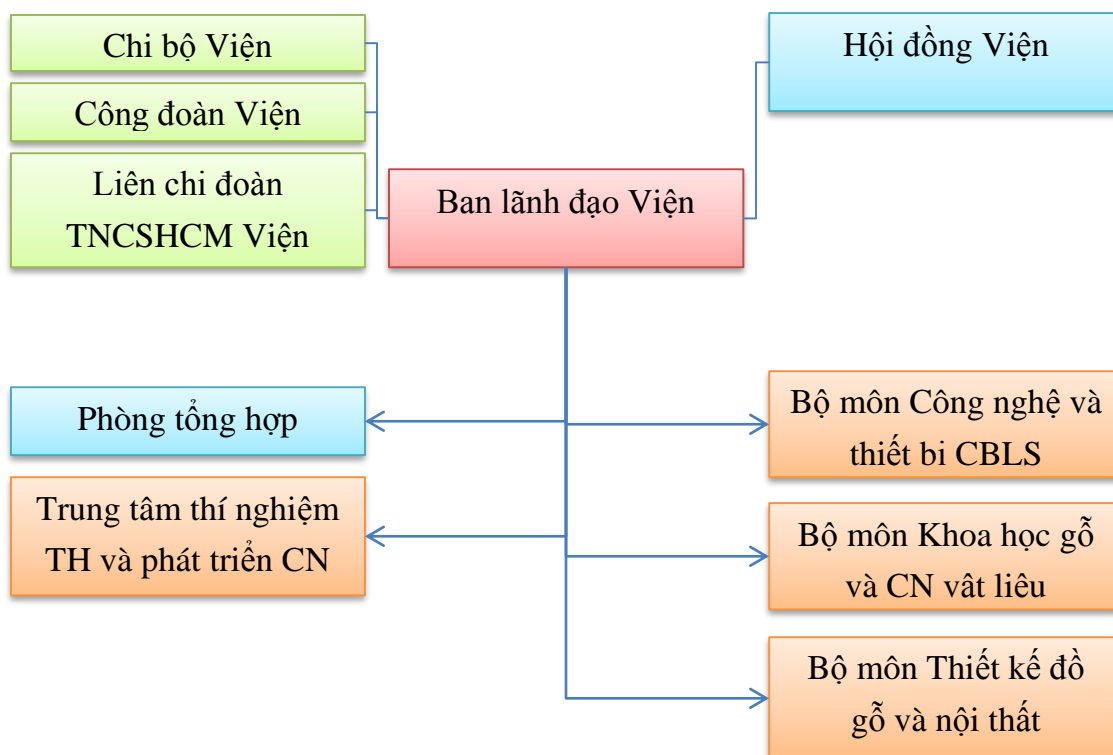 Chi bộ Viện
Công đoàn Viện
Liên chi đoàn
TNCSHCM Viện
Ban lãnh đạo Viện
Hội đồng Viện
Phòng tổng hợp
Trung tâm thí nghiệm
TH và phát triển CN
Bộ môn Công nghệ và
thiết bi CBLS
Bộ môn Khoa học gỗ
và CN vât liêu
Bộ môn Thiết kế đồ
gỗ và nội thất